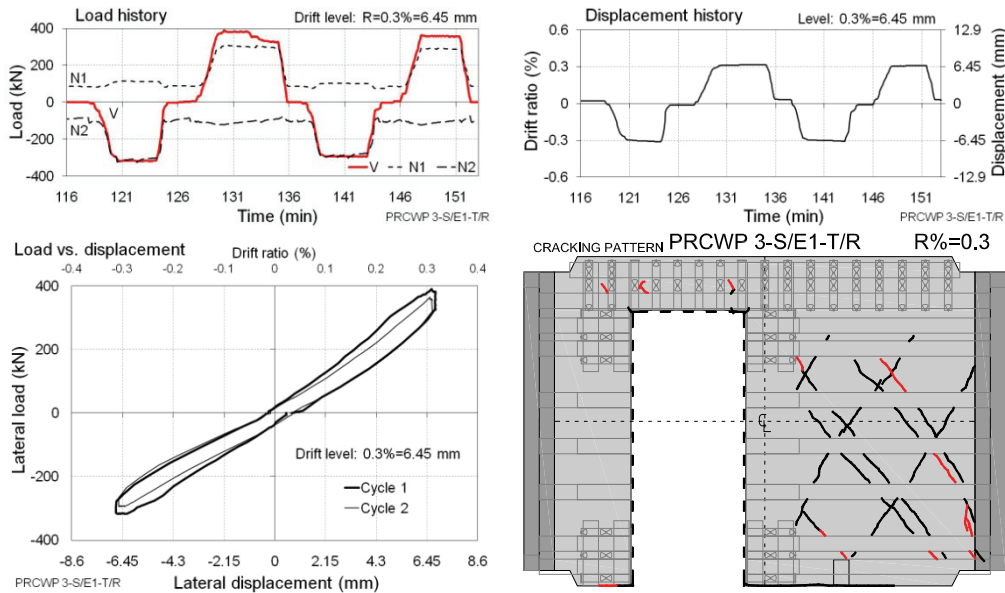 Load history
Drift level: R=0.3%=6.45 mm
Load (kN)
400
200
0
-200
-400
N1
V
N2
V N1 N2
116 121 126 131 136 141 146 151
Time (min)
PRCWP 3-S/E1-T/R
Displacement history
Level: 0.3%=6.45 mm
Drift ratio (%)
0.6
0.3
0
-0.3
-0.6
12.9
6.45
0
-6.45
-12.9
Displacement (mm)
116 121 126 131 136 141 146 151
Time (min)
PRCWP 3-S/E1-T/R
Load vs. displacement
Drift ratio (%)
-0.4 -0.3 -0.2 -0.1 0 0.1 0.2 0.3 0.4
Lateral load (kN)
400
200
0
-200
-400
Drift level: 0.3%=6.45 mm
Cycle 1
Cycle 2
-8.6 -6.45 -4.3 -2.15 0 2.15 4.3 6.45 8.6
PRCWP 3-S/E1-T/R
Lateral displacement (mm)
CRACKING PATTERN PRCWP 3-S/E1-T/R R%=0.3
℄